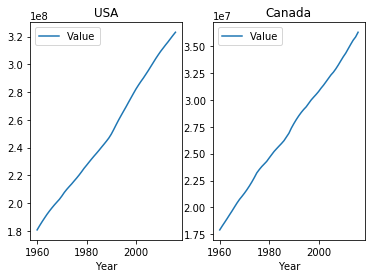 USA
1e8
Value
3.2
3.0
2.8
2.6
2.4
2.2
2.0
1.8
1960
1980
2000
Year
Canada
1e7
Value
3.50
3.25
3.00
2.75
2.50
2.25
2.00
1.75
1960
1980
2000
Year